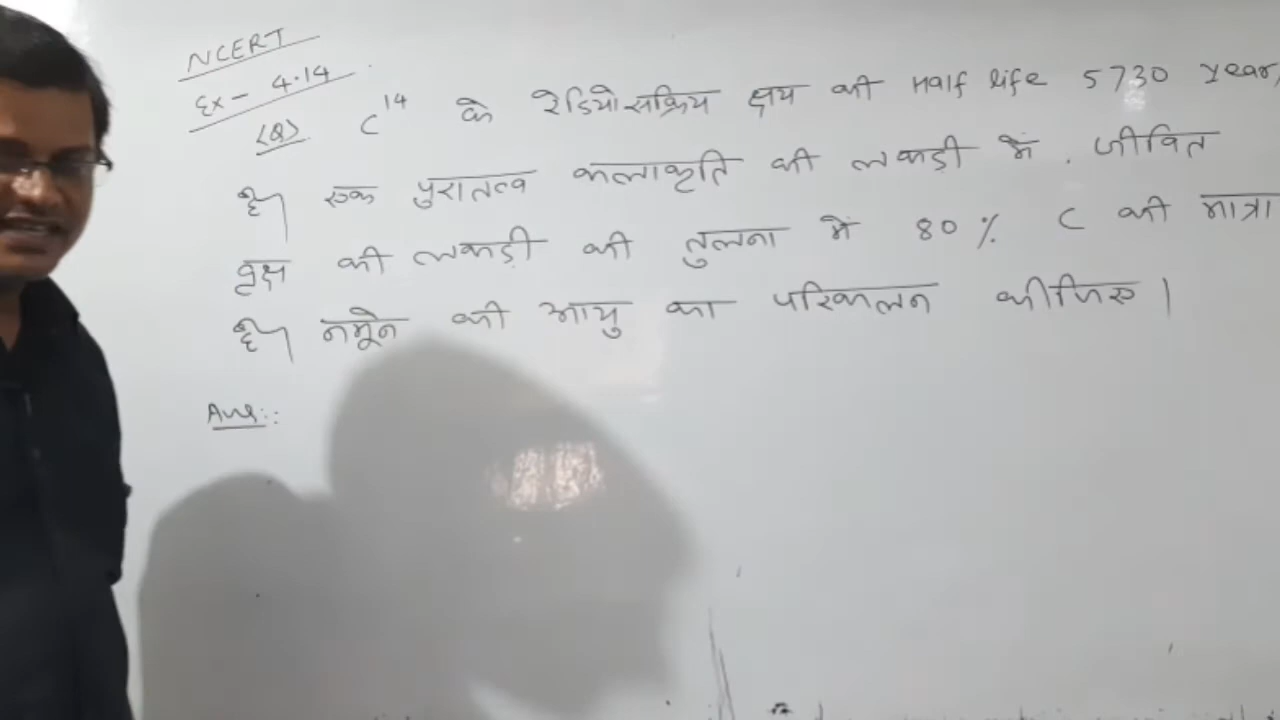 NCERT
Ex - 4.14
(Q). C14 के रेडियोसक्रिय क्षय की Half life 5730 year,
है। एक पुरातत्व कलाकृति की लकड़ी में . जीवित
वृक्ष की लकड़ी की तुलना में 80 % C की मात्रा
है। नमूने की आयु का परिकलन कीजिए।
Ans::